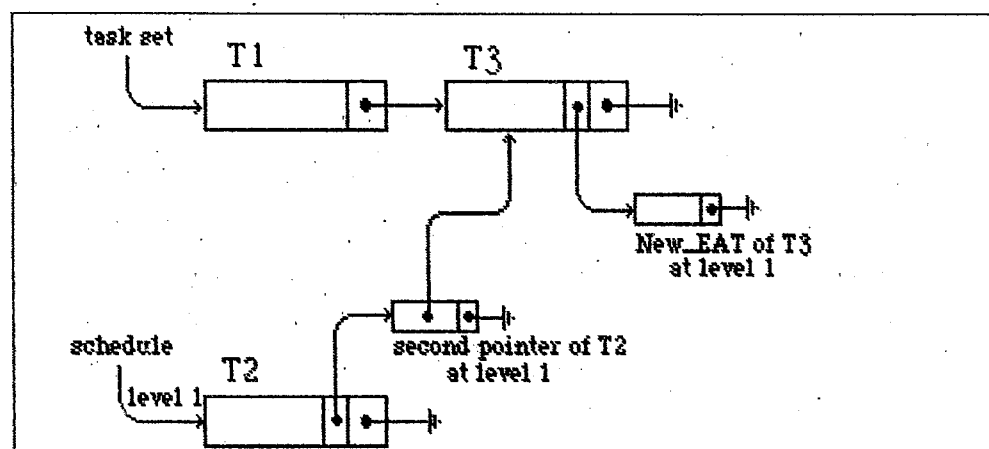 task set
T1
T3
New_EAT of T3
at level 1
second pointer of T2
at level 1
schedule
level 1
T2